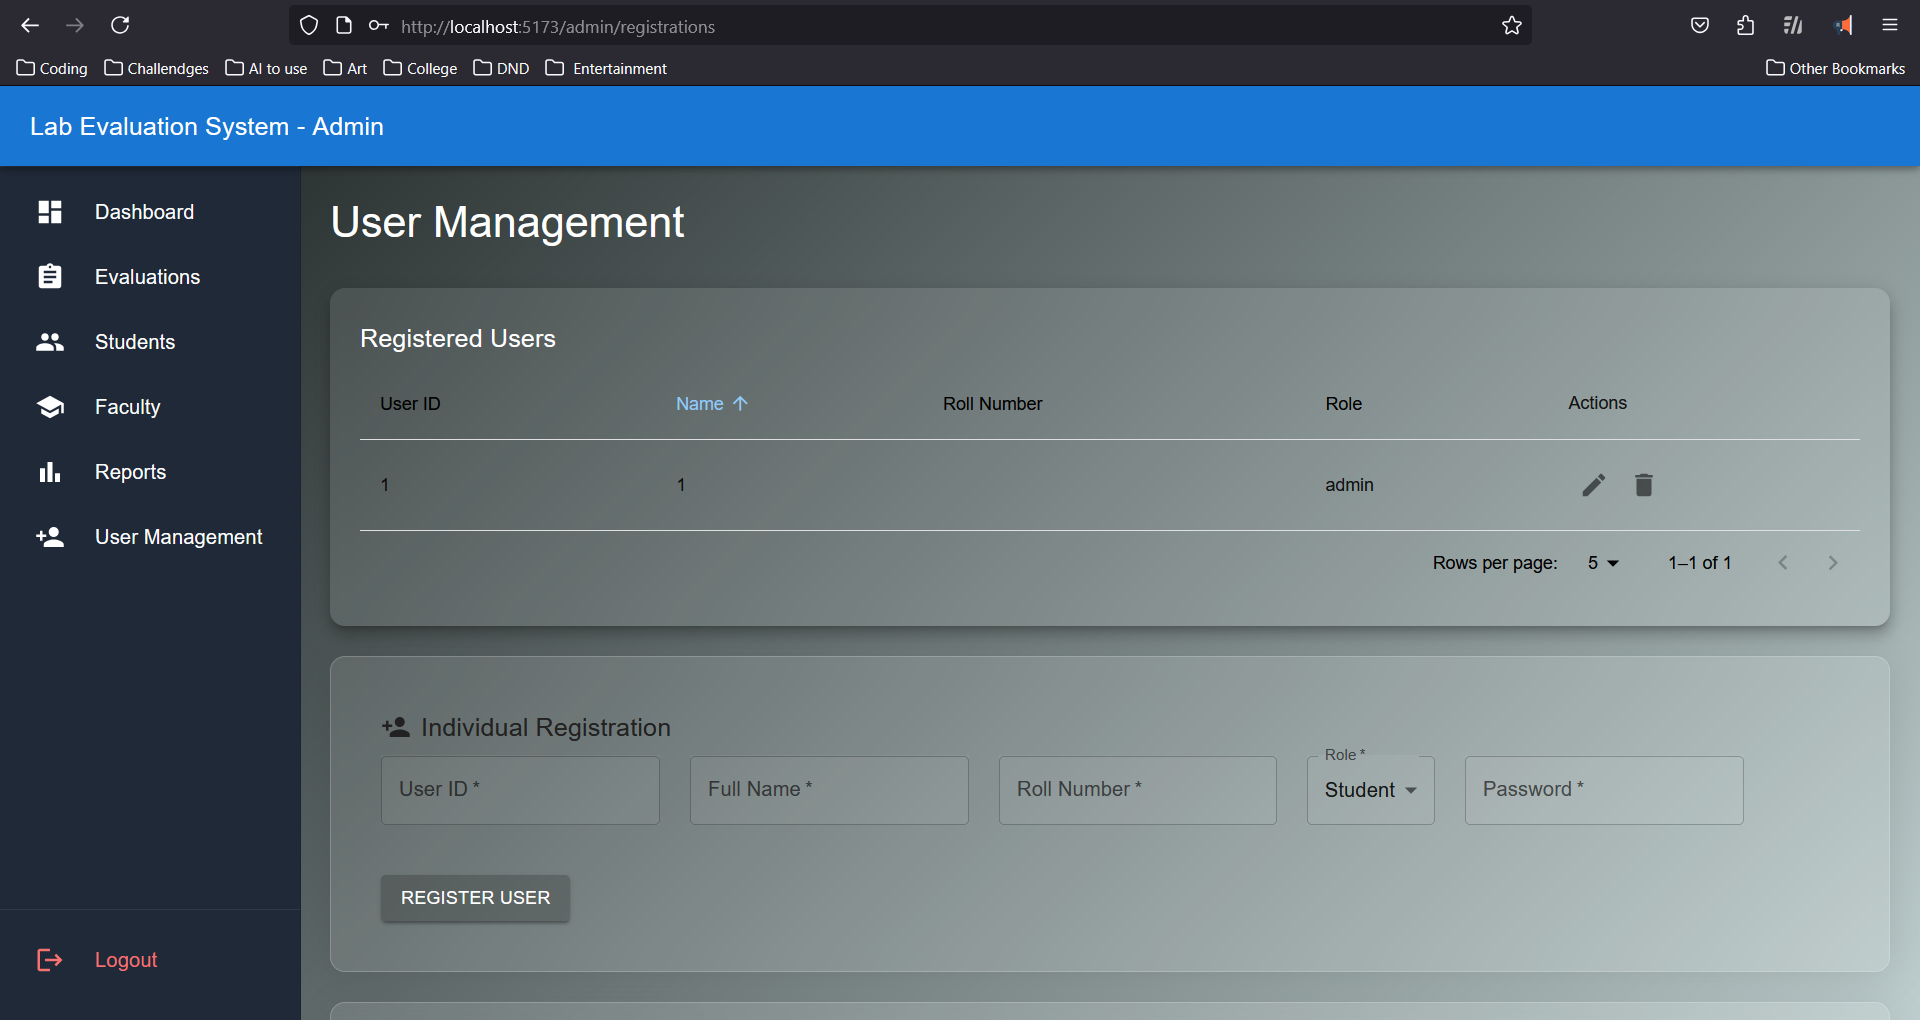 http://localhost:5173/admin/registrations
Coding Challendges AI to use Art College DND Entertainment Other Bookmarks
Lab Evaluation System - Admin
Dashboard
Evaluations
Students
Faculty
Reports
User Management
Logout
User Management
Registered Users
User ID Name Roll Number Role Actions
1 1 admin
Rows per page: 5 1–1 of 1
Individual Registration
User ID * Full Name * Roll Number * Role * Student Password *
REGISTER USER